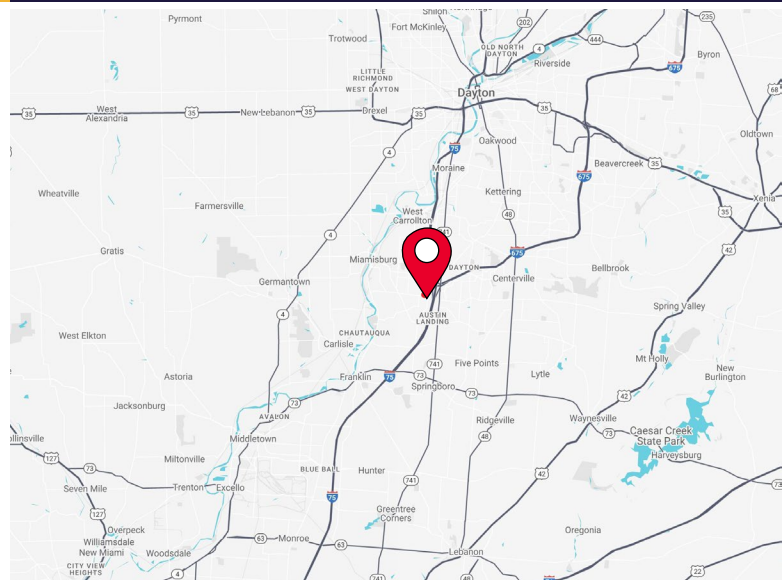 Pyrmont
Shiloh
Fort McKinley
Trotwood
202
235
4
444
OLD NORTH
DAYTON
Riverside
Byron
LITTLE
RICHMOND
WEST DAYTON
675
68
Dayton
35
West
Alexandria
35
New Lebanon
35
Drexel
35
35
Oldtown
Oakwood
75
4
Beavercreek
35
Moraine
675
Wheatville
Kettering
Xenia
Farmersville
West
Carrollton
48
35
4
741
42
Gratis
Miamisburg
DAYTON
675
Bellbrook
Germantown
Centerville
4
AUSTIN
LANDING
Spring Valley
West Elkton
CHAUTAUQUA
Carlisle
Mt Holly
741
Five Points
New
Burlington
Astoria
Franklin
75
73
Lytle
Springboro
42
Jacksonburg
73
AVALON
Ridgeville
Waynesville
Caesar Creek
State Park
Harveysburg
73
ollinsville
Middletown
48
127
73
Miltonville
BLUE BALL
Hunter
42
Seven Mile
Trenton
Excello
741
73
75
127
Greentree
Corners
Overpeck
Williamsdale
New Miami
Woodsdale
63
Monroe
63
Lebanon
Oregonia
CITY VIEW
HEIGHTS
4
741
48
22